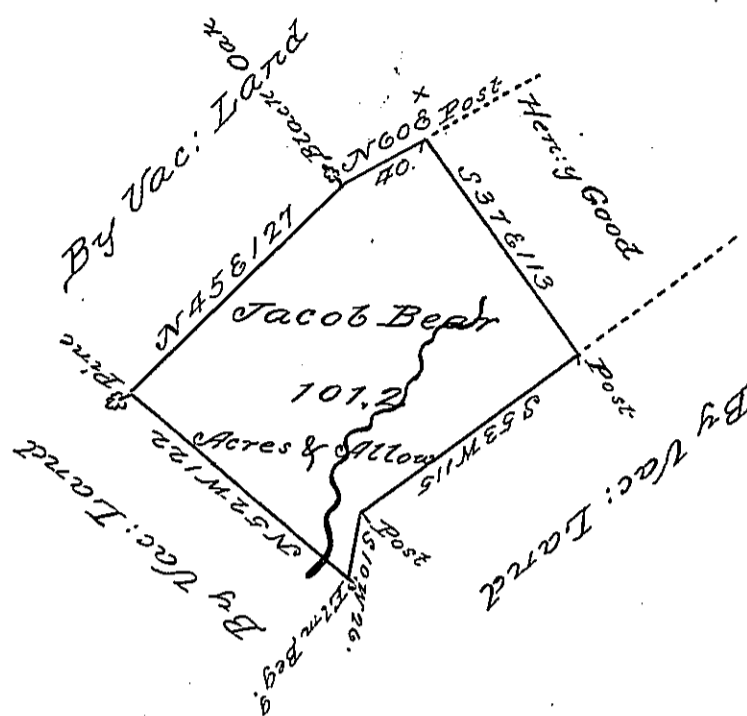 By Vac: Land
Black Oak
N60E
40.
x
Post
Hen:y Good
S37E113
N45E127
Jacob Bear
101.2
Acres & Allow
Pine
N52W122
By Vac: Land
S53W115
Post
By Vac: Land
Post
S10W26.
Elm Beg:g